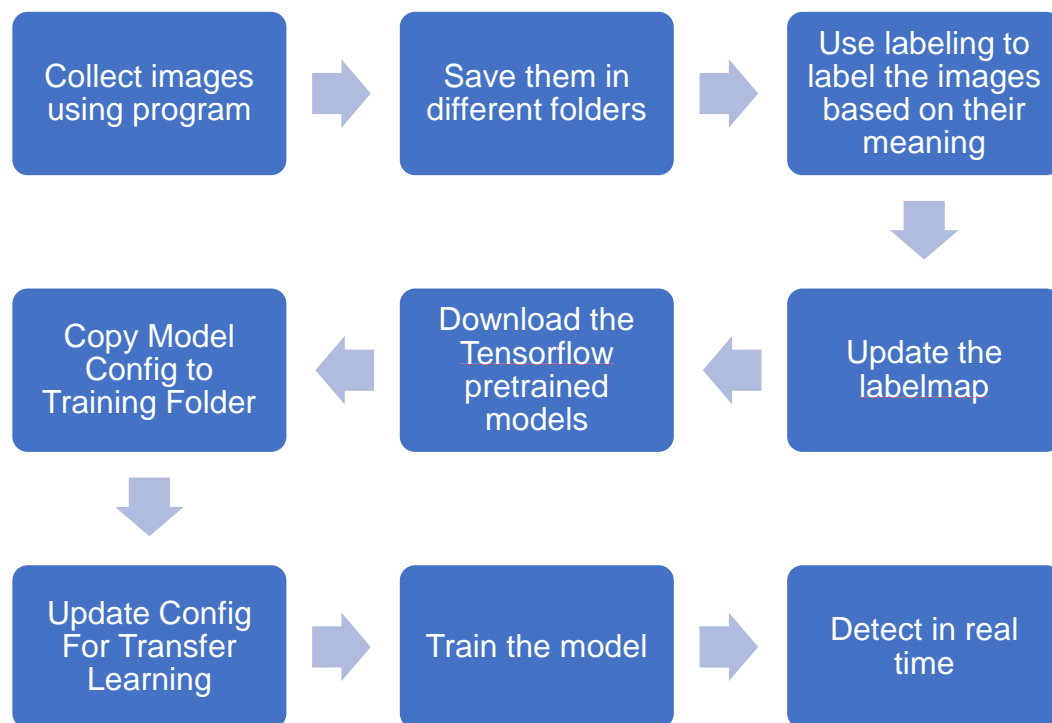 Collect images
using program
Save them in
different folders
Use labeling to
label the images
based on their
meaning
Update the
labelmap
Download the
Tensorflow
pretrained
models
Copy Model
Config to
Training Folder
Update Config
For Transfer
Learning
Train the model
Detect in real
time